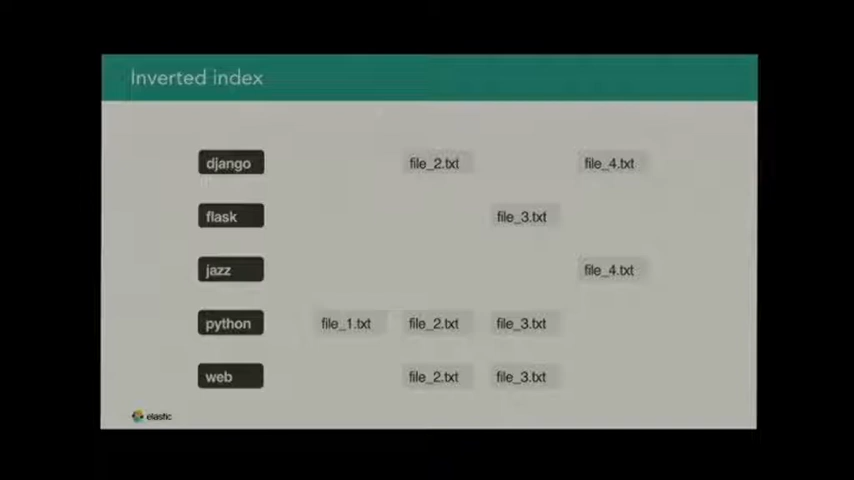 Inverted index
django file_2.txt file_4.txt
flask file_3.txt
jazz file_4.txt
python file_1.txt file_2.txt file_3.txt
web file_2.txt file_3.txt
elastic